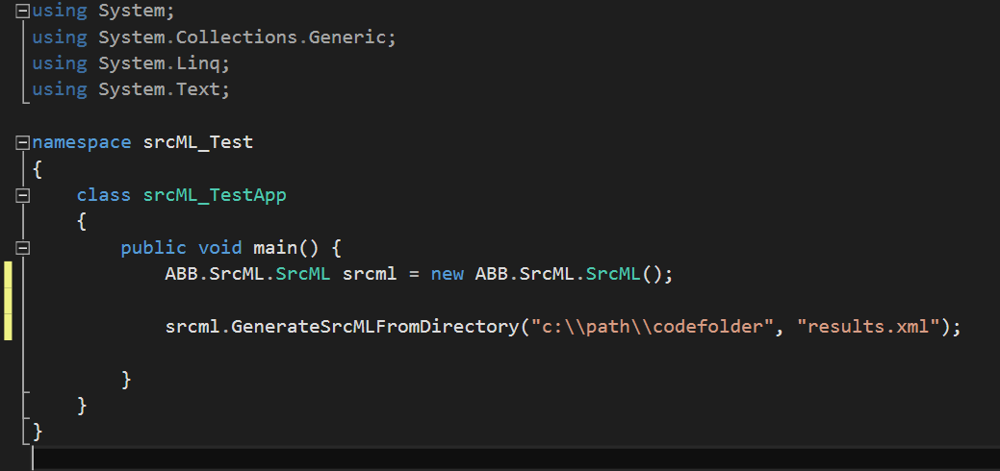 using System;
using System.Collections.Generic;
using System.Linq;
using System.Text;
namespace srcML_Test
{
class srcML_TestApp
{
public void main() {
ABB.SrcML.SrcML srcml = new ABB.SrcML.SrcML();
srcml.GenerateSrcMLFromDirectory("c:\\path\\codefolder", "results.xml");
}
}
}